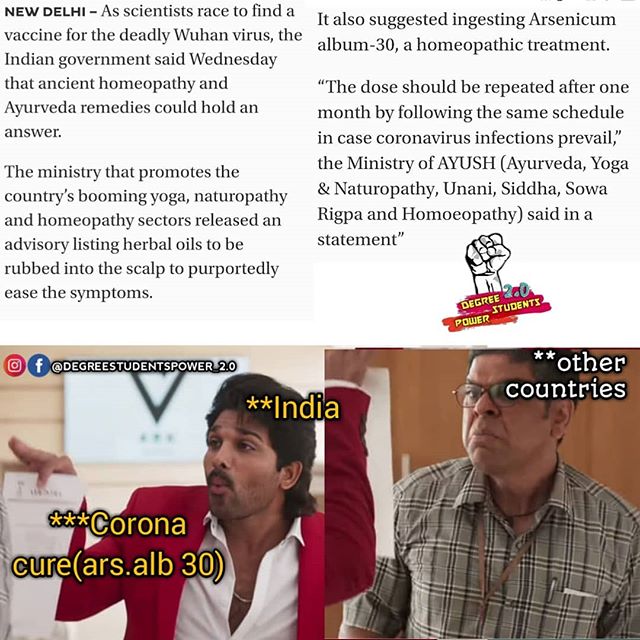 NEW DELHI – As scientists race to find a
vaccine for the deadly Wuhan virus, the
Indian government said Wednesday
that ancient homeopathy and
Ayurveda remedies could hold an
answer.
The ministry that promotes the
country's booming yoga, naturopathy
and homeopathy sectors released an
advisory listing herbal oils to be
rubbed into the scalp to purportedly
ease the symptoms.
It also suggested ingesting Arsenicum
album-30, a homeopathic treatment.
“The dose should be repeated after one
month by following the same schedule
in case coronavirus infections prevail,”
the Ministry of AYUSH (Ayurveda, Yoga
& Naturopathy, Unani, Siddha, Sowa
Rigpa and Homoeopathy) said in a
statement”
DEGREE 2.0
STUDENTS
POWER
@DEGREESTUDENTSPOWER_2.0
**India
***Corona
cure(ars.alb 30)
**other
countries